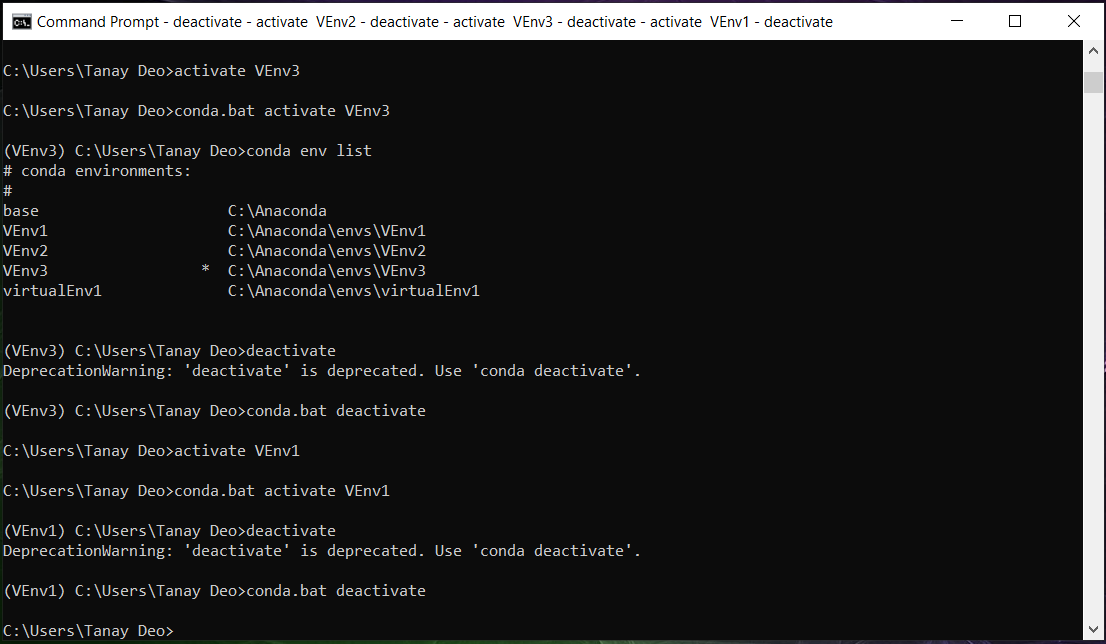 Command Prompt - deactivate - activate  VEnv2 - deactivate - activate  VEnv3 - deactivate - activate  VEnv1 - deactivate
C:\Users\Tanay Deo>activate VEnv3
C:\Users\Tanay Deo>conda.bat activate VEnv3
(VEnv3) C:\Users\Tanay Deo>conda env list
# conda environments:
#
base                     C:\Anaconda
VEnv1                    C:\Anaconda\envs\VEnv1
VEnv2                    C:\Anaconda\envs\VEnv2
VEnv3                 *  C:\Anaconda\envs\VEnv3
virtualEnv1              C:\Anaconda\envs\virtualEnv1
(VEnv3) C:\Users\Tanay Deo>deactivate
DeprecationWarning: 'deactivate' is deprecated. Use 'conda deactivate'.
(VEnv3) C:\Users\Tanay Deo>conda.bat deactivate
C:\Users\Tanay Deo>activate VEnv1
C:\Users\Tanay Deo>conda.bat activate VEnv1
(VEnv1) C:\Users\Tanay Deo>deactivate
DeprecationWarning: 'deactivate' is deprecated. Use 'conda deactivate'.
(VEnv1) C:\Users\Tanay Deo>conda.bat deactivate
C:\Users\Tanay Deo>